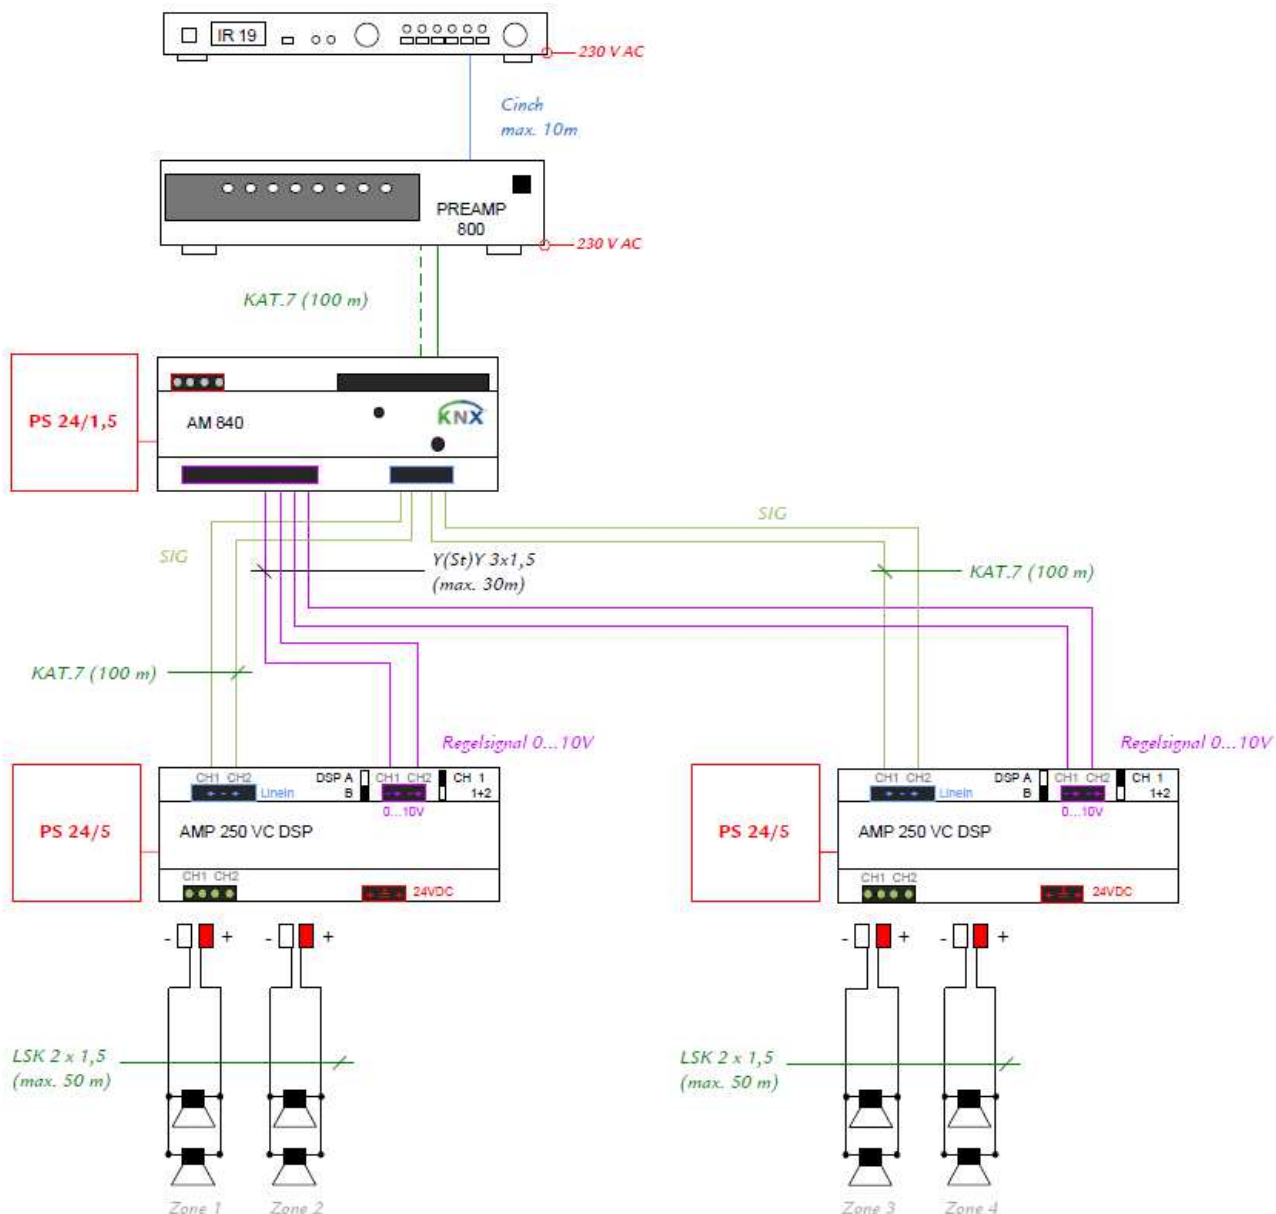 IR 19
230 V AC
Cinch
max. 10m
PREAMP
800
230 V AC
KAT.7 (100 m)
PS 24/1,5
AM 840
KNX
SIG
SIG
Y(St)Y 3x1,5
(max. 30m)
KAT.7 (100 m)
KAT.7 (100 m)
Regelsignal 0...10V
Regelsignal 0...10V
PS 24/5
CH1 CH2
LineIn
DSP A
B
CH1 CH2
0...10V
CH 1
1+2
AMP 250 VC DSP
CH1 CH2
24VDC
PS 24/5
CH1 CH2
LineIn
DSP A
B
CH1 CH2
0...10V
CH 1
1+2
AMP 250 VC DSP
CH1 CH2
24VDC
- +
- +
- +
- +
LSK 2 x 1,5
(max. 50 m)
LSK 2 x 1,5
(max. 50 m)
Zone 1
Zone 2
Zone 3
Zone 4